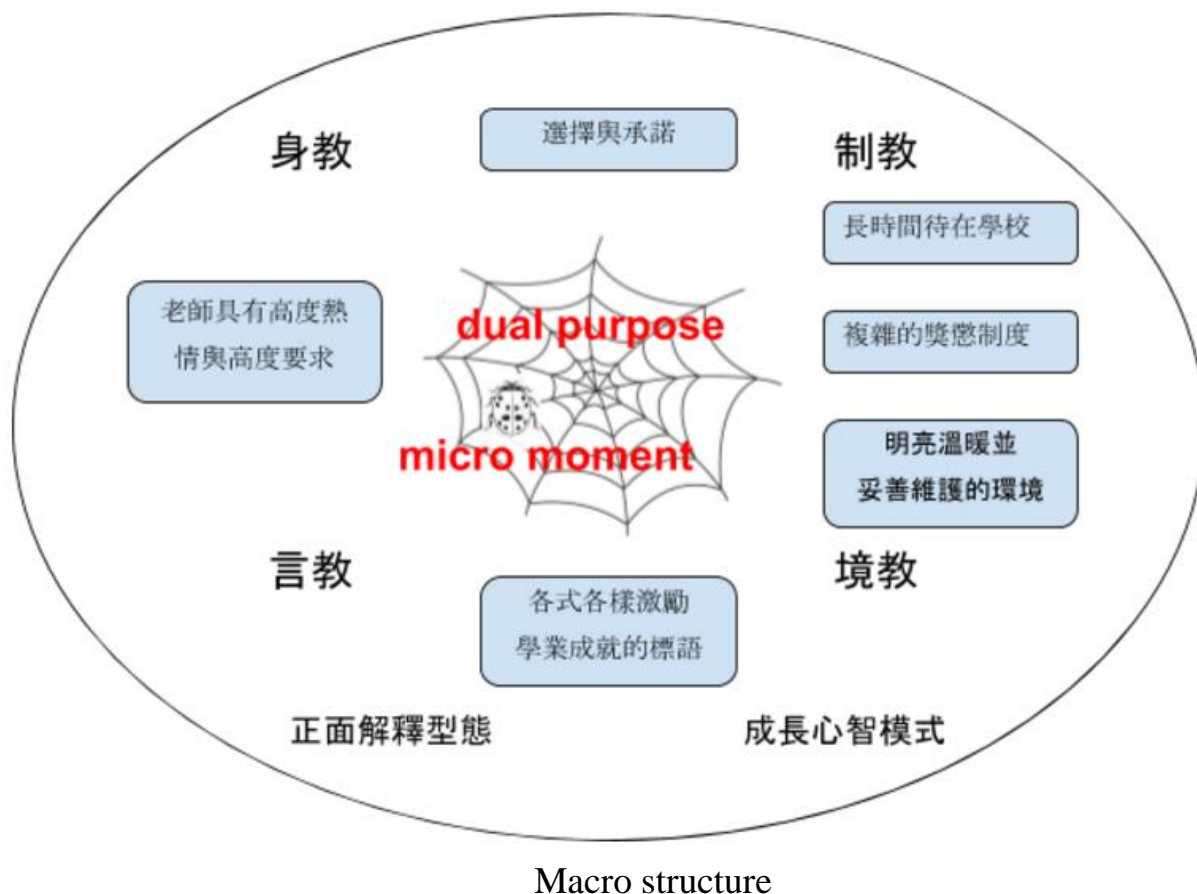 身教
選擇與承諾
制教
長時間待在學校
老師具有高度熱
情與高度要求
複雜的獎懲制度
dual purpose
micro moment
明亮溫暖並
妥善維護的環境
言教
境教
各式各樣激勵
學業成就的標語
正面解釋型態
成長心智模式
Macro structure